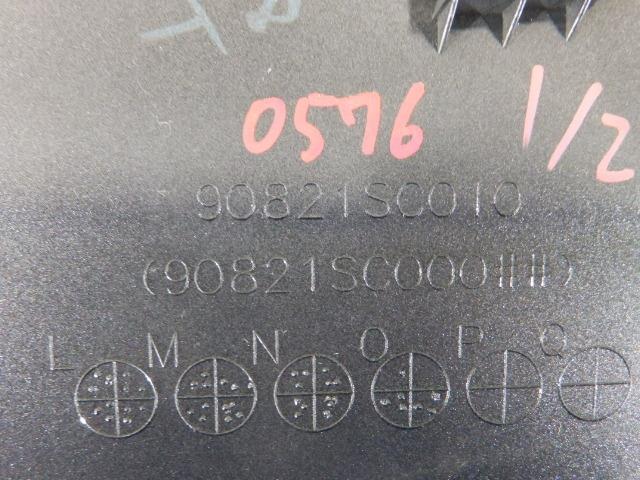 0576 1/2
90821SC010
(90821SC000##)
L M N O P Q